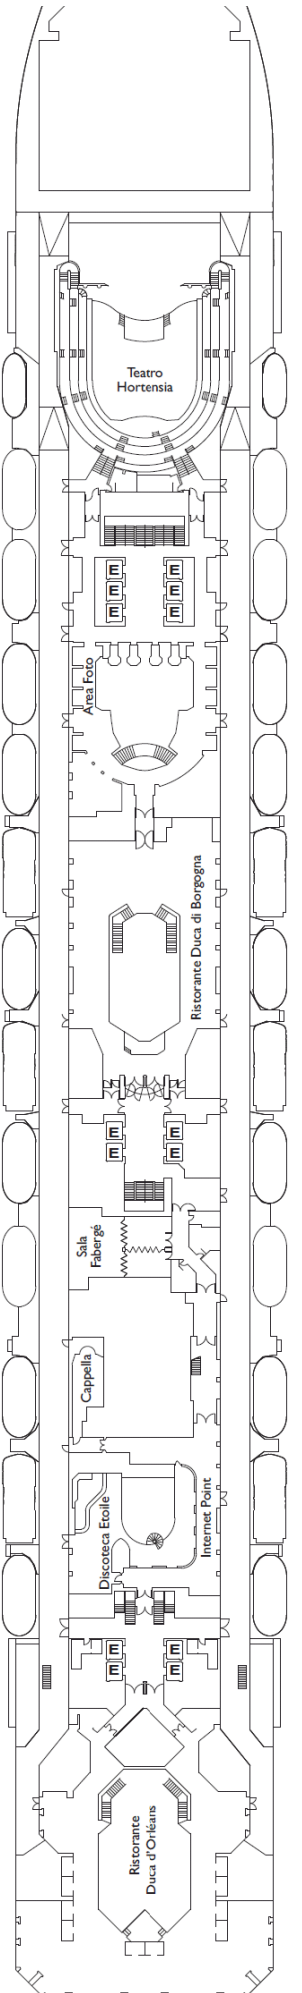 Teatro
Hortensia
E E
E E
E E
Area Foto
Ristorante Duca di Borgogna
E E
E E
Sala
Fabergé
Cappella
Discoteca Etoile
Internet Point
E E
E E
Ristorante
Duca d'Orléans